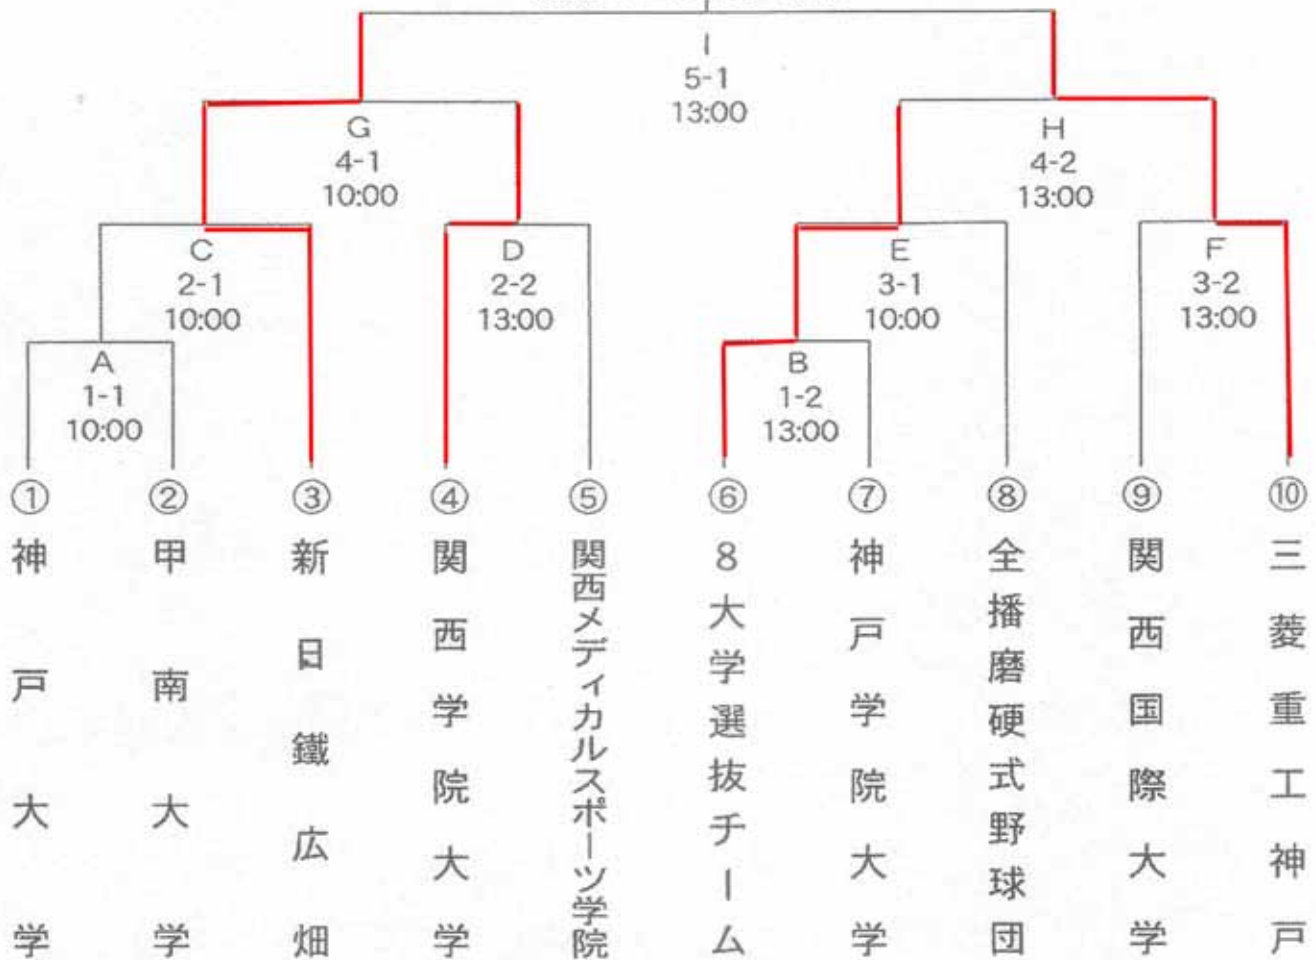 I
5-1
13:00
G
4-1
10:00
H
4-2
13:00
C
2-1
10:00
D
2-2
13:00
E
3-1
10:00
F
3-2
13:00
A
1-1
10:00
B
1-2
13:00
① 神戸大学
② 甲南大学
③ 新日鐵広畑
④ 関西学院大学
⑤ 関西メディカルスポーツ学院
⑥ 8大学選抜チーム
⑦ 神戸学院大学
⑧ 全播磨硬式野球団
⑨ 関西国際大学
⑩ 三菱重工神戸